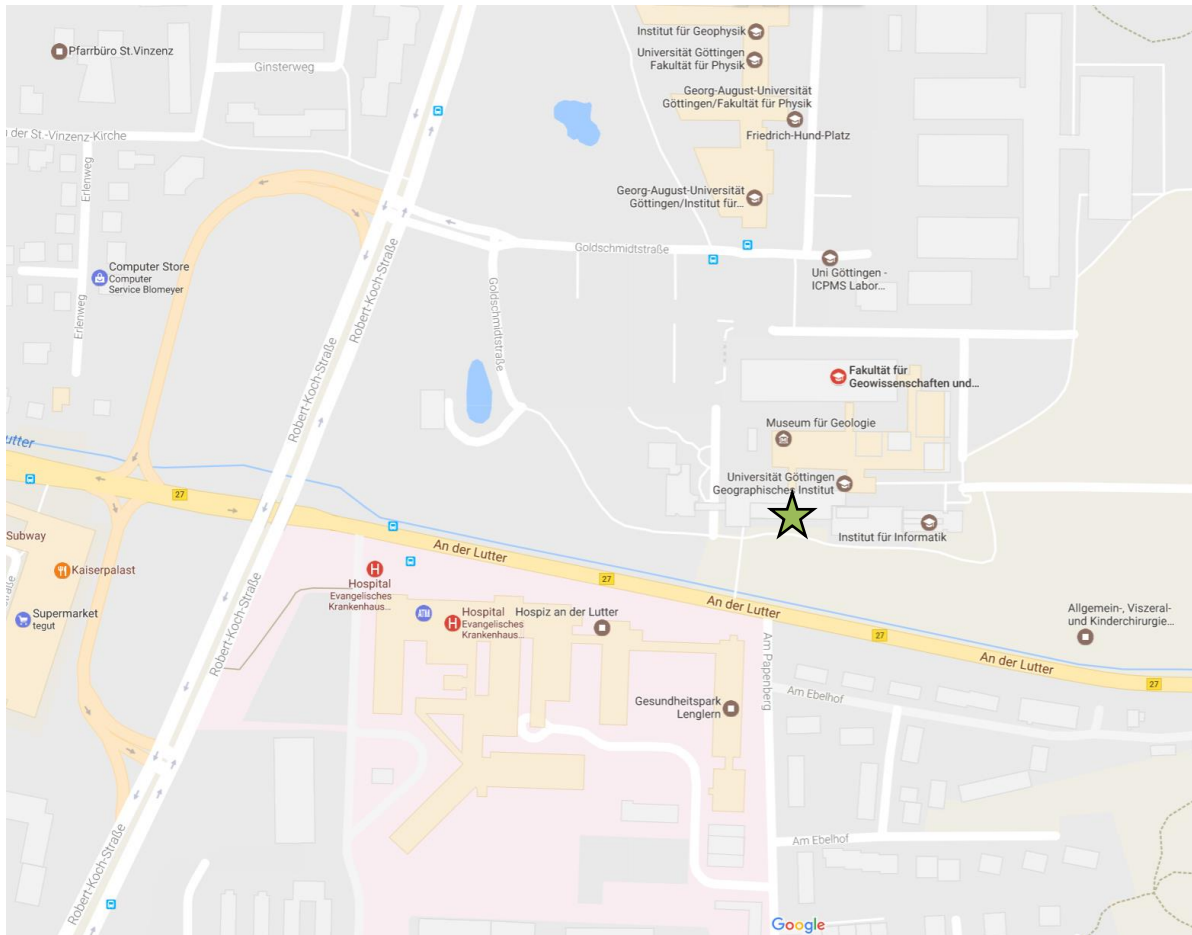 Institut für Geophysik
Pfarrbüro St.Vinzenz
Universität Göttingen
Fakultät für Physik
Ginsterweg
Georg-August-Universität
Göttingen/Fakultät für Physik
Friedrich-Hund-Platz
n der St.-Vinzenz-Kirche
Erlenweg
Georg-August-Universität
Göttingen/Institut für...
Goldschmidtstraße
Robert-Koch-Straße
Computer Store
Computer
Service Blomeyer
Uni Göttingen -
ICPMS Labor...
Erlenweg
Goldschmidtstraße
Robert-Koch-Straße
Fakultät für
Geowissenschaften und...
Museum für Geologie
utter
Universität Göttingen
Geographisches Institut
27
Subway
Institut für Informatik
An der Lutter
Kaiserpalast
27
Hospital
Evangelisches
Krankenhaus...
An der Lutter
Hospital
Evangelisches
Krankenhaus...
Hospiz an der Lutter
Supermarket
tegut
raße
Robert-Koch-Straße
Allgemein-, Viszeral-
und Kinderchirurgie...
27
An der Lutter
27
Am Papenberg
Am Ebelhof
Gesundheitspark
Lenglern
Am Ebelhof
Robert-Koch-Straße
Google